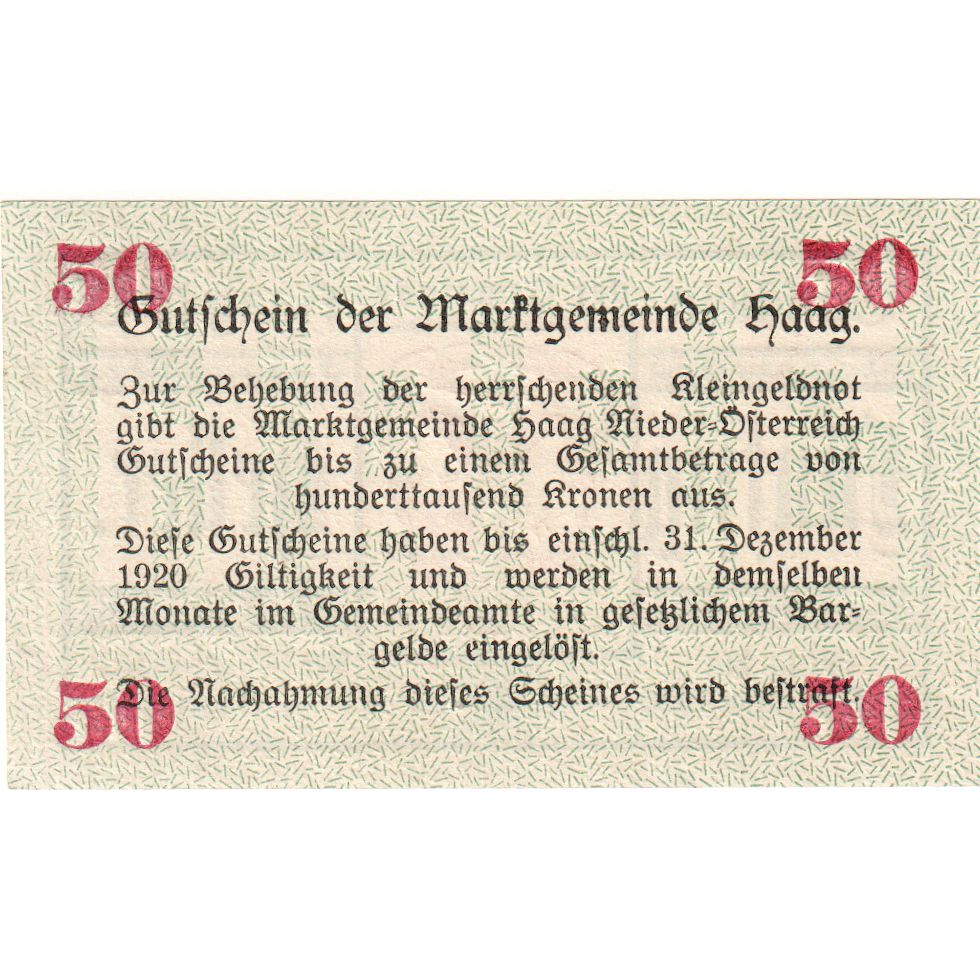 50 50
Gutschein der Marktgemeinde Haag.
Zur Behebung der herrschenden Kleingeldnot
gibt die Marktgemeinde Haag Nieder-Österreich
Gutscheine bis zu einem Gesamtbetrage von
hunderttausend Kronen aus.
Diese Gutscheine haben bis einschl. 31. Dezember
1920 Giltigkeit und werden in demselben
Monate im Gemeindeamte in gesetzlichem Bar-
gelde eingelöst.
Die Nachahmung dieses Scheines wird bestraft.
50 50